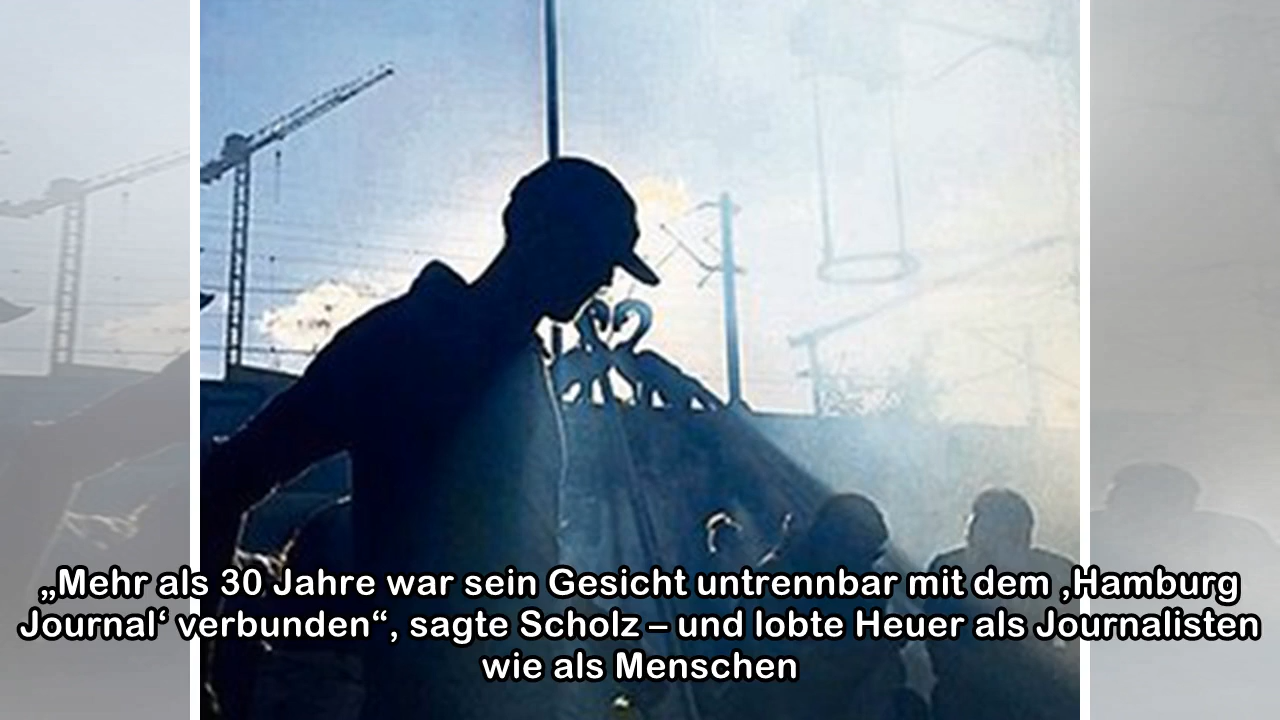 „Mehr als 30 Jahre war sein Gesicht untrennbar mit dem ‚Hamburg
Journal‘ verbunden“, sagte Scholz – und lobte Heuer als Journalisten
wie als Menschen